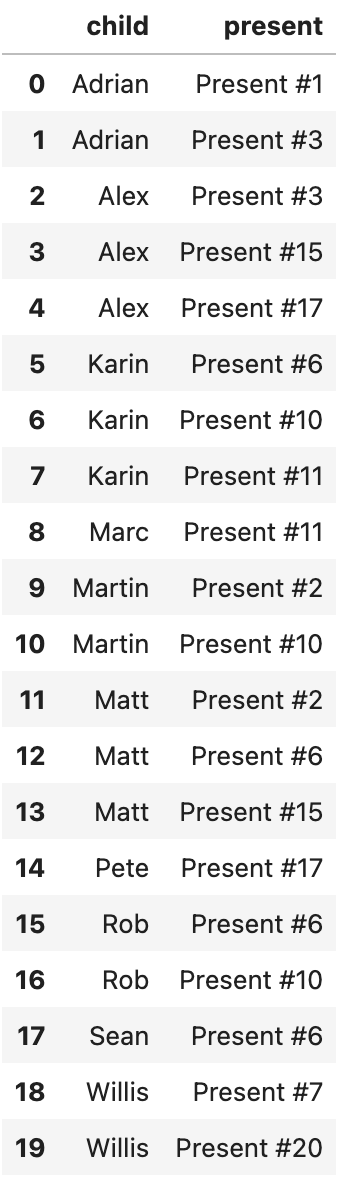 child present
0 Adrian Present #1
1 Adrian Present #3
2 Alex Present #3
3 Alex Present #15
4 Alex Present #17
5 Karin Present #6
6 Karin Present #10
7 Karin Present #11
8 Marc Present #11
9 Martin Present #2
10 Martin Present #10
11 Matt Present #2
12 Matt Present #6
13 Matt Present #15
14 Pete Present #17
15 Rob Present #6
16 Rob Present #10
17 Sean Present #6
18 Willis Present #7
19 Willis Present #20